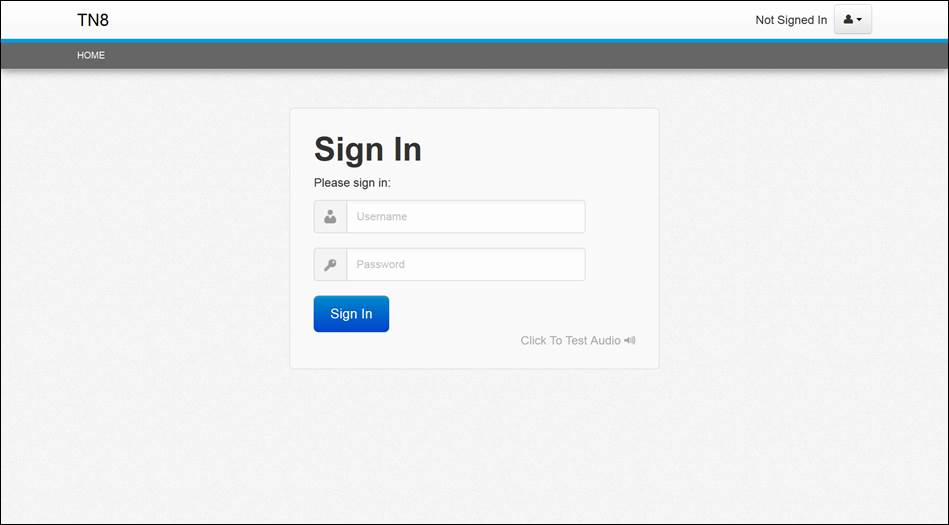 TN8
Not Signed In
HOME
Sign In
Please sign in:
Username
Password
Sign In
Click To Test Audio